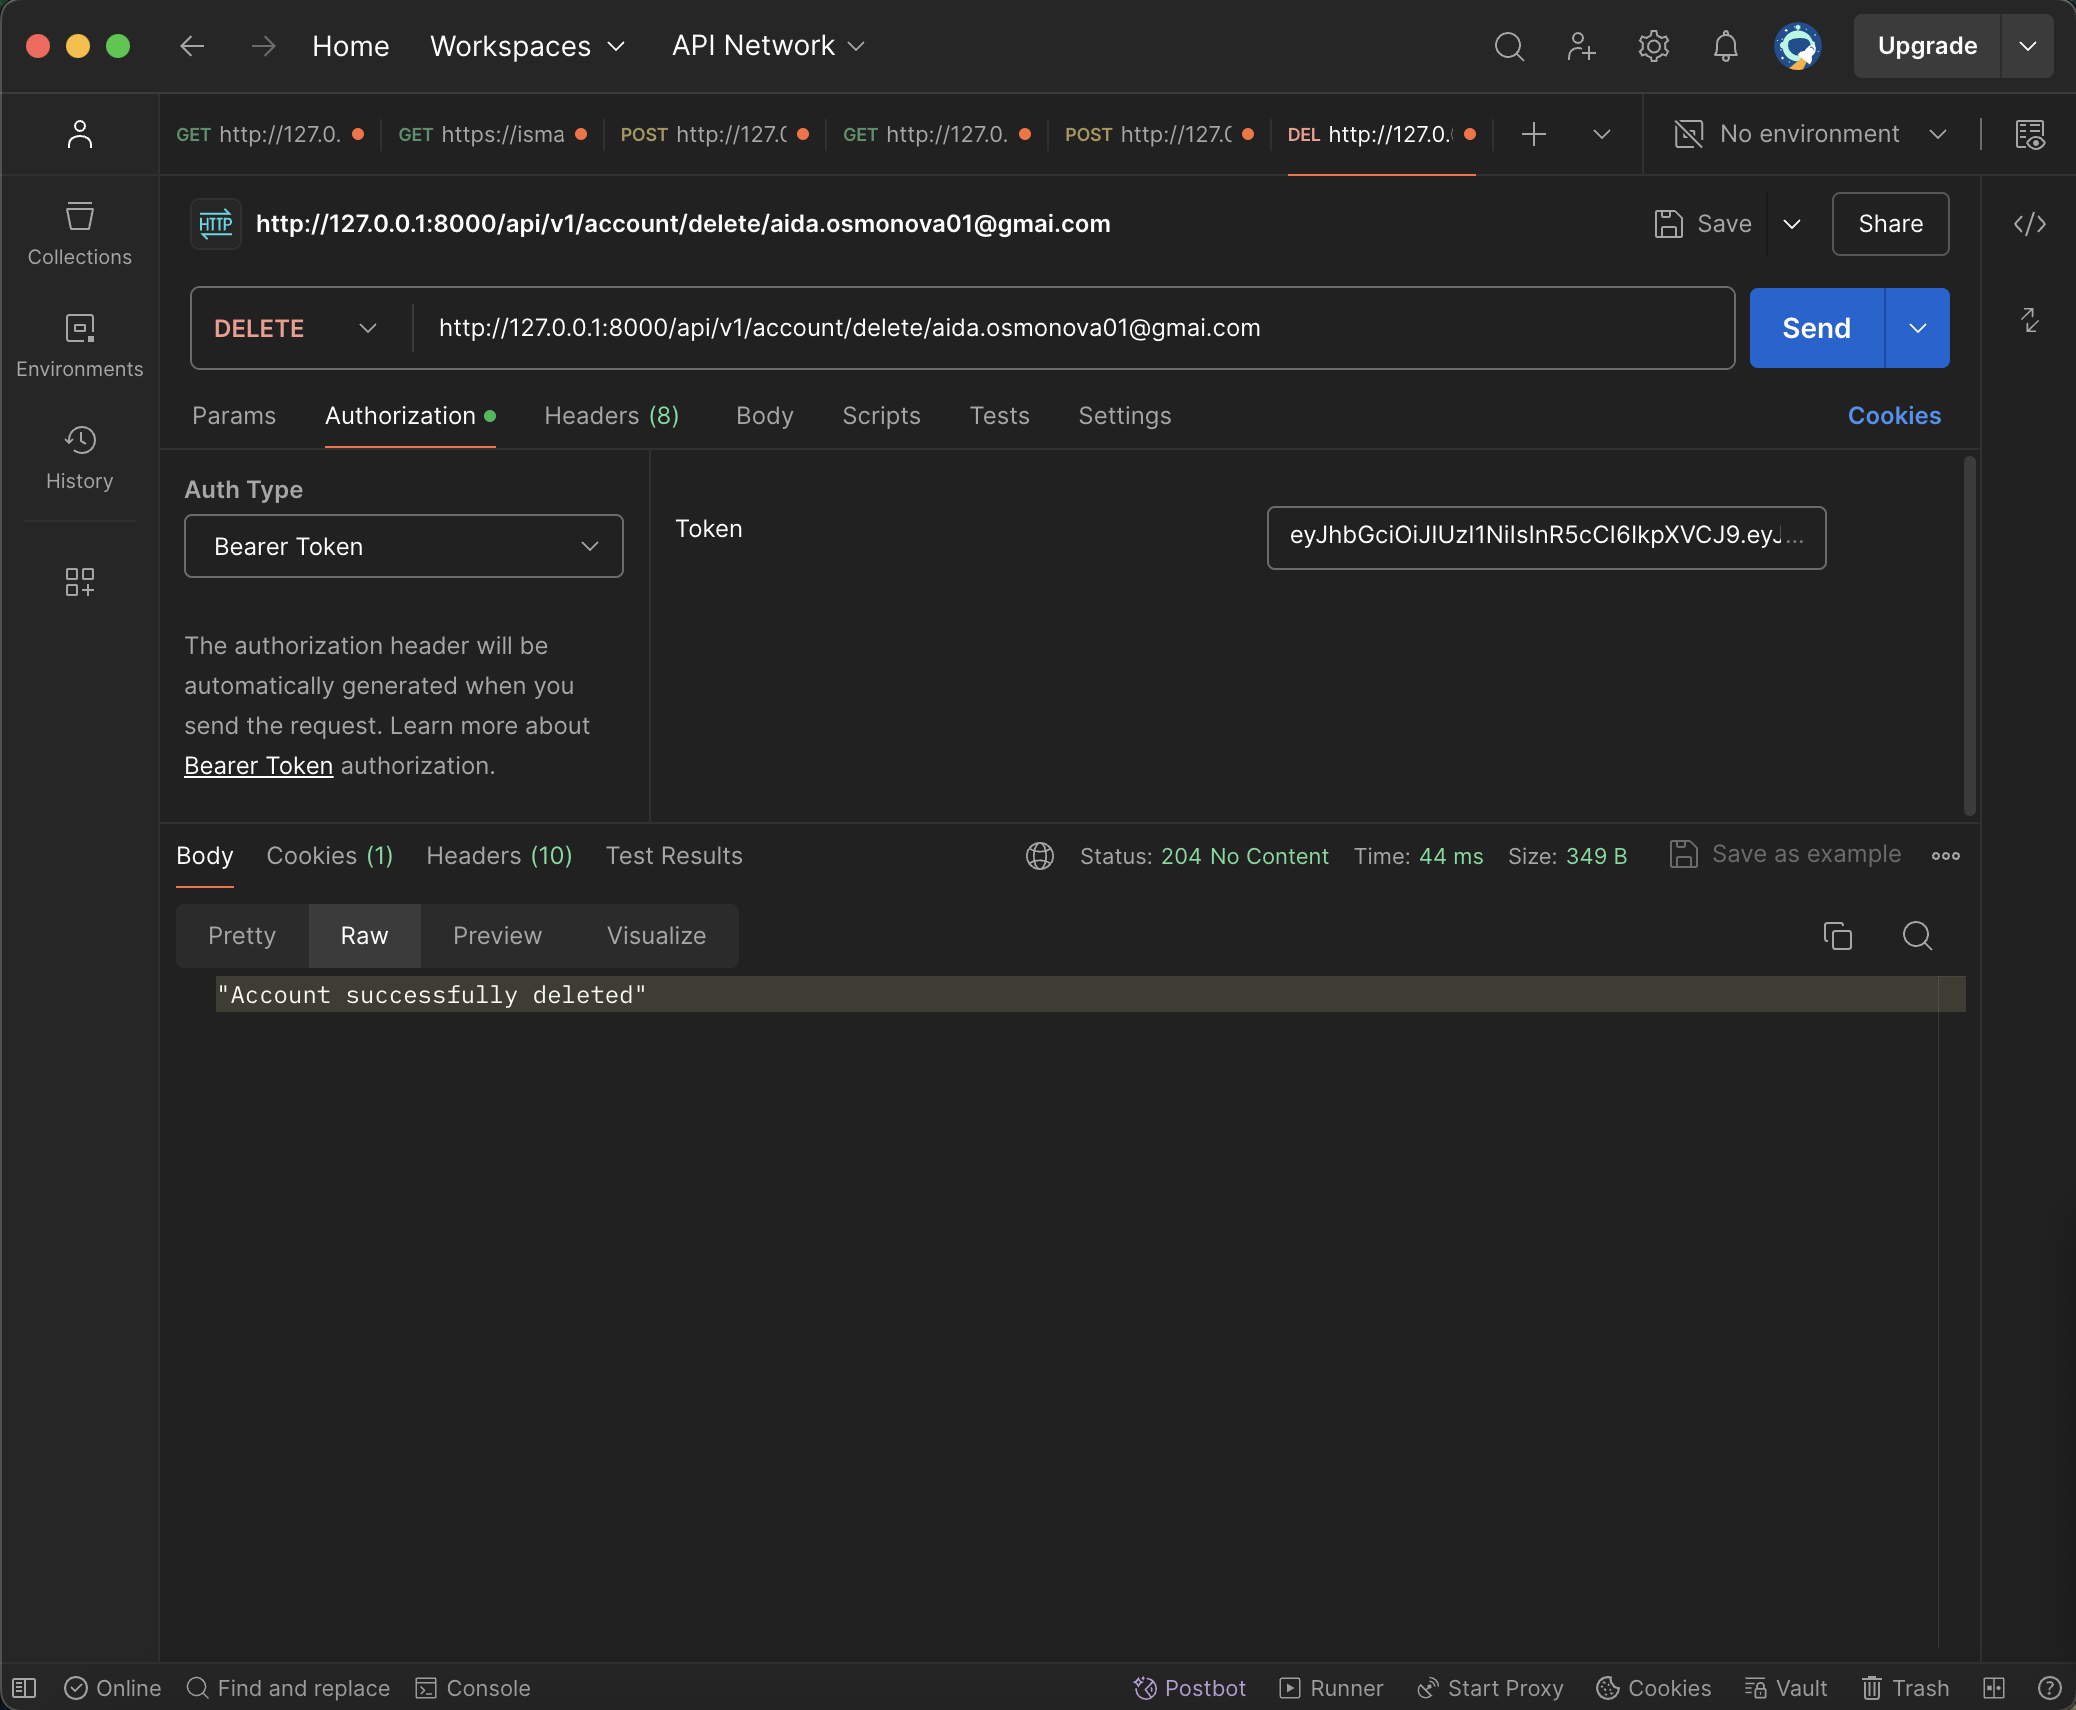 Home Workspaces API Network Upgrade
GET http://127.0. GET https://isma POST http://127.0 GET http://127.0. POST http://127.0 DEL http://127.0. No environment
HTTP http://127.0.0.1:8000/api/v1/account/delete/aida.osmonova01@gmai.com Save Share
Collections
DELETE http://127.0.0.1:8000/api/v1/account/delete/aida.osmonova01@gmai.com Send
Environments
Params Authorization Headers (8) Body Scripts Tests Settings Cookies
History
Auth Type
Bearer Token
Token eyJhbGciOiJIUzI1NiIsInR5cCI6IkpXVCJ9.eyJ...
The authorization header will be
automatically generated when you
send the request. Learn more about
Bearer Token authorization.
Body Cookies (1) Headers (10) Test Results Status: 204 No Content Time: 44 ms Size: 349 B Save as example
Pretty Raw Preview Visualize
"Account successfully deleted"
Online Find and replace Console Postbot Runner Start Proxy Cookies Vault Trash